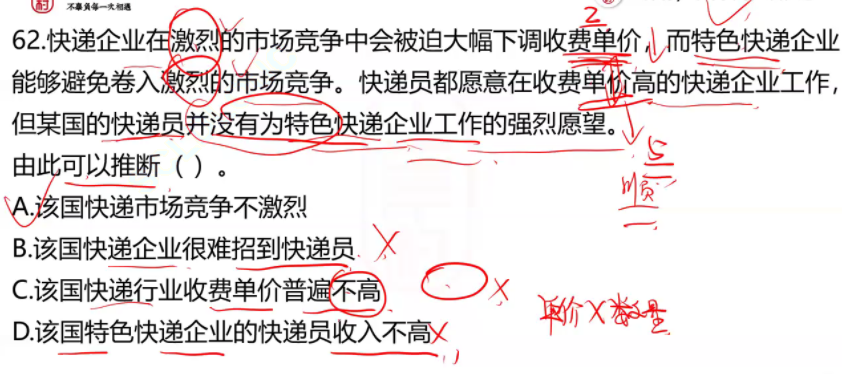 不辜负每一次相遇
62.快递企业在激烈的市场竞争中会被迫大幅下调收费单价，而特色快递企业
能够避免卷入激烈的市场竞争。快递员都愿意在收费单价高的快递企业工作，
但某国的快递员并没有为特色快递企业工作的强烈愿望。
由此可以推断（ ）。
A.该国快递市场竞争不激烈
B.该国快递企业很难招到快递员
C.该国快递行业收费单价普遍不高
D.该国特色快递企业的快递员收入不高
2
5
顺
单价X数量